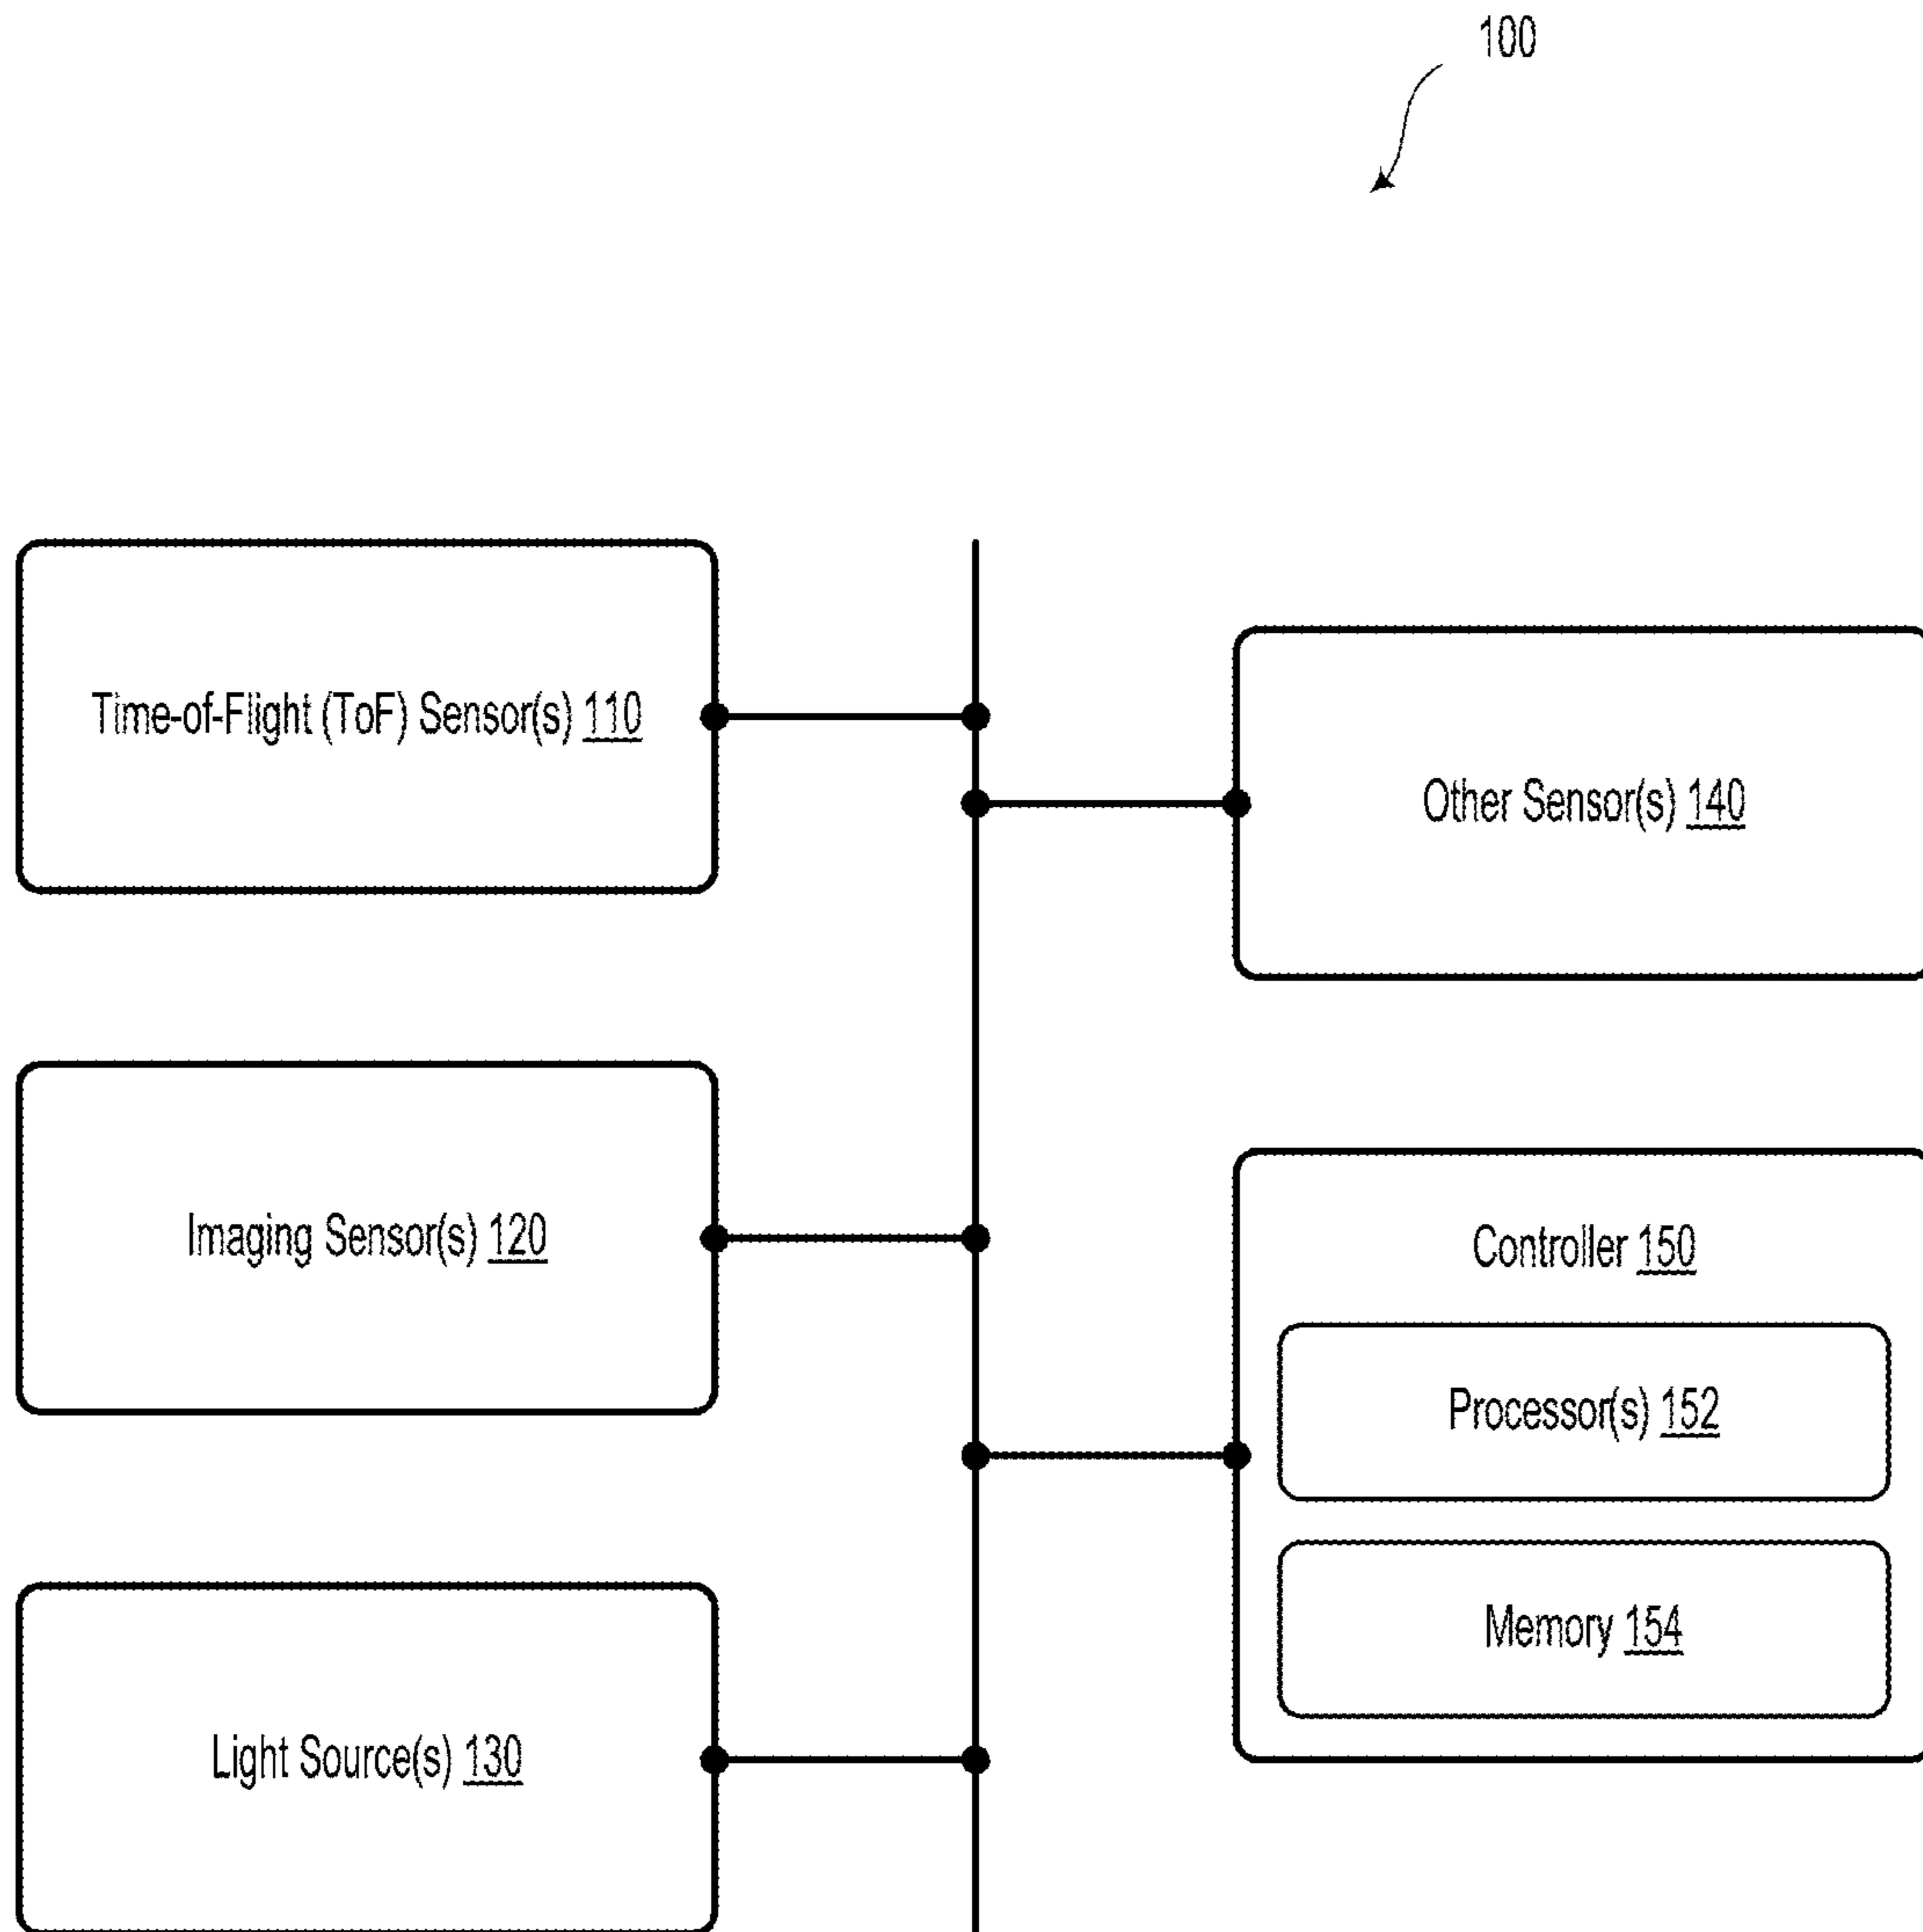 100
Time-of-Flight (ToF) Sensor(s) 110
Other Sensor(s) 140
Imaging Sensor(s) 120
Controller 150
Processor(s) 152
Memory 154
Light Source(s) 130